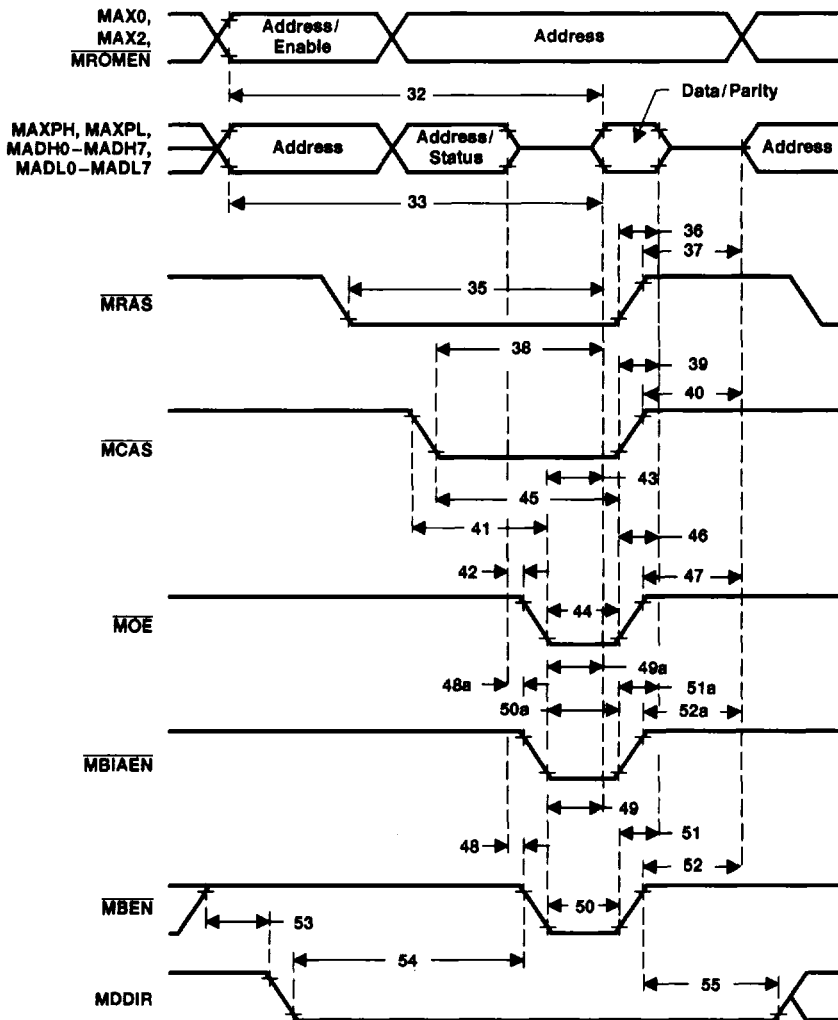 MAX0,
MAX2,
MROMEN
Address/
Enable
Address
32
Data/Parity
MAXPH, MAXPL,
MADH0–MADH7,
MADL0–MADL7
Address
Address/
Status
Address
33
36
37
MRAS
35
38
39
40
MCAS
43
45
41
46
42
47
MOE
44
48a
49a
51a
50a
52a
MBIAEN
49
48
51
52
MBEN
50
53
54
55
MDDIR